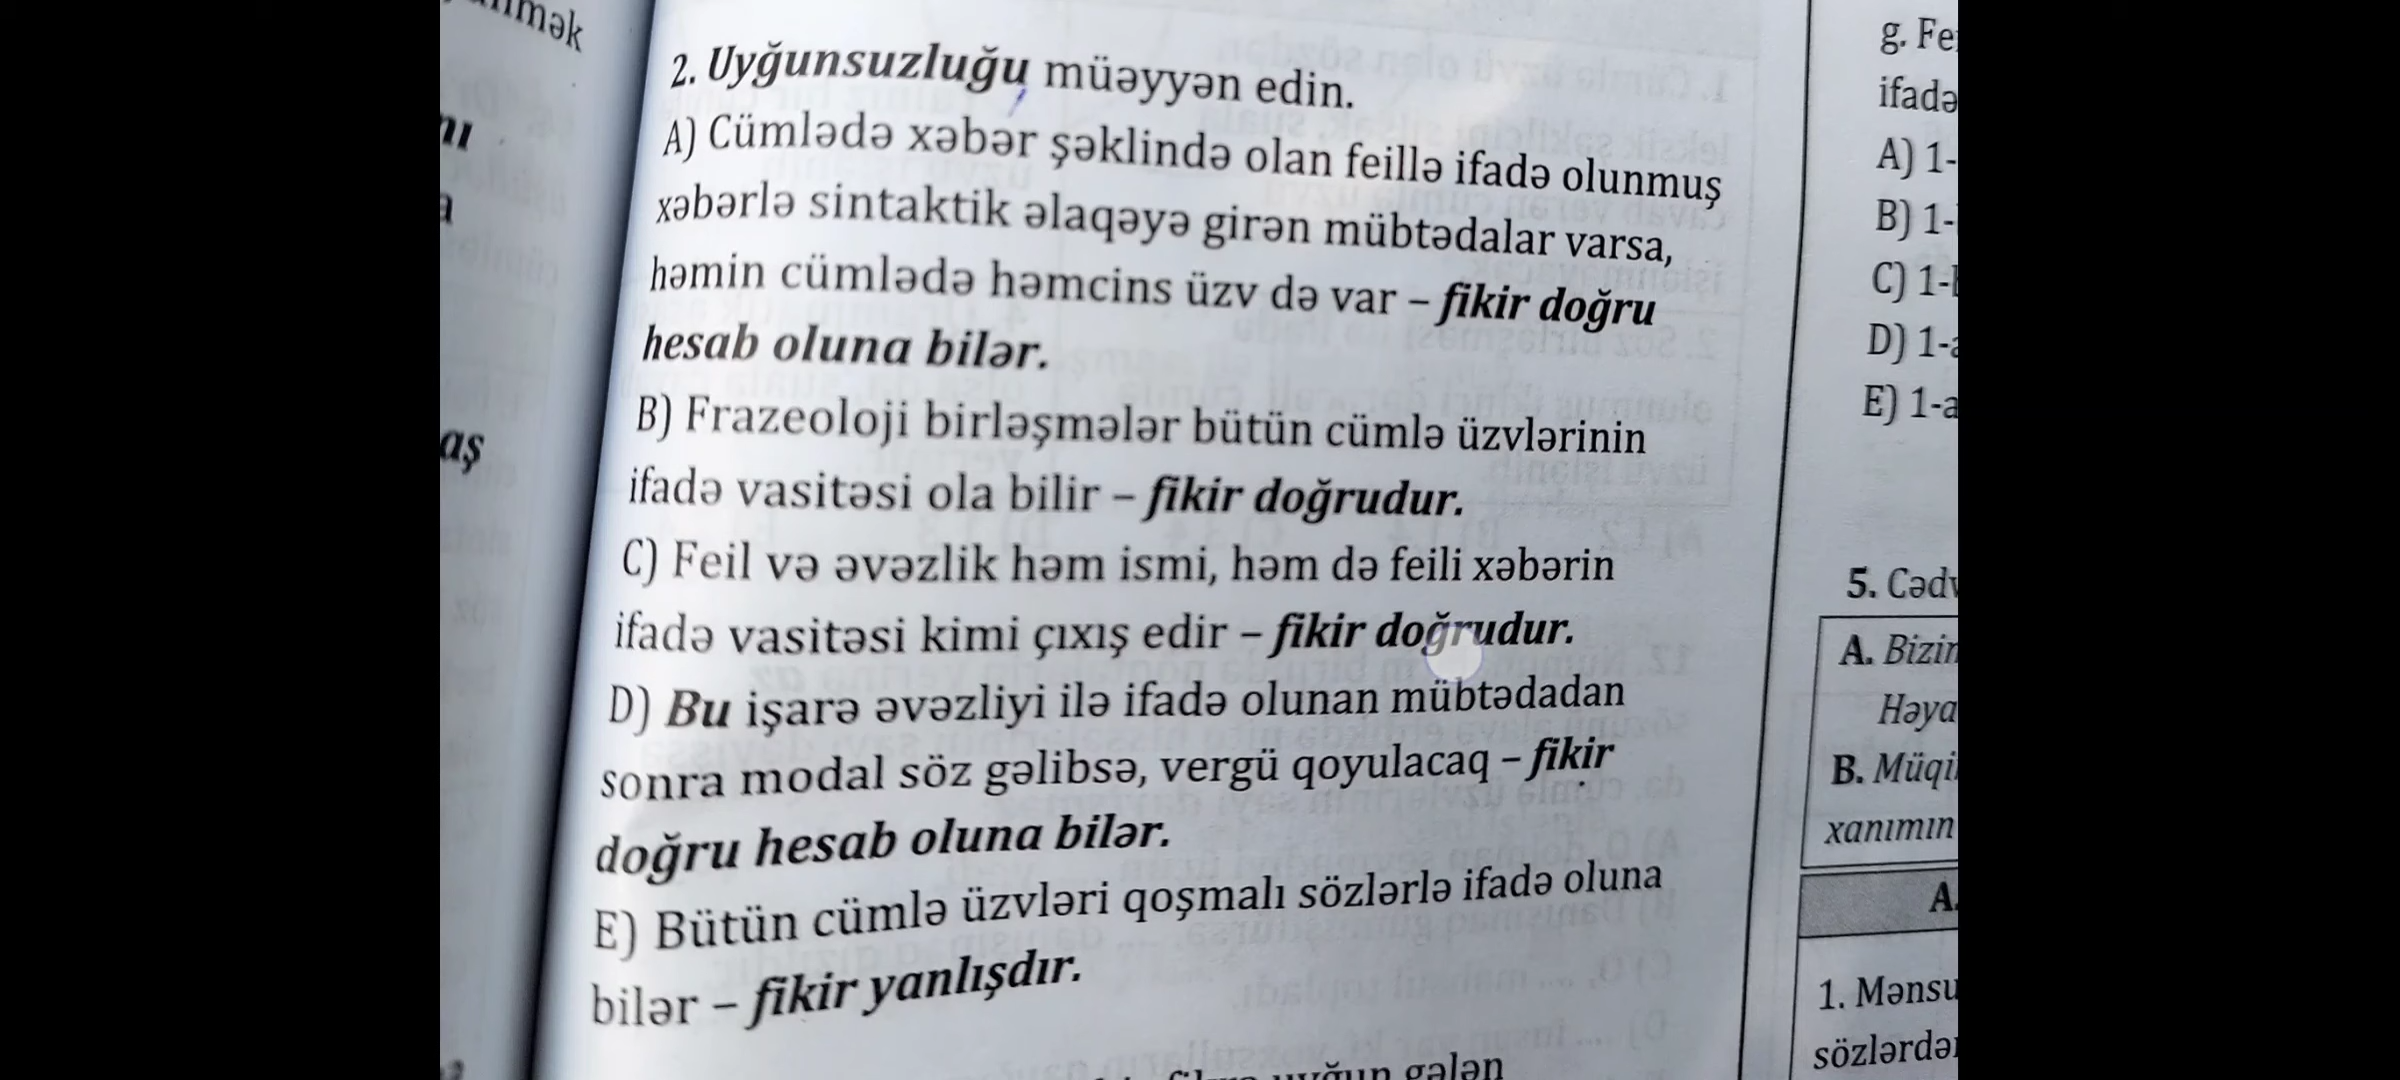 aş
2. Uyğunsuzluğu müəyyən edin.
A) Cümlədə xəbər şəklində olan feillə ifadə olunmuş
xəbərlə sintaktik əlaqəyə girən mübtədalar varsa,
həmin cümlədə həmcins üzv də var – fikir doğru
hesab oluna bilər.
B) Frazeoloji birləşmələr bütün cümlə üzvlərinin
ifadə vasitəsi ola bilir – fikir doğrudur.
C) Feil və əvəzlik həm ismi, həm də feili xəbərin
ifadə vasitəsi kimi çıxış edir – fikir doğrudur.
D) Bu işarə əvəzliyi ilə ifadə olunan mübtədadan
sonra modal söz gəlibsə, vergü qoyulacaq – fikir
doğru hesab oluna bilər.
E) Bütün cümlə üzvləri qoşmalı sözlərlə ifadə oluna
bilər – fikir yanlışdır.
uyğun gələn
g. Fe
ifadə
A) 1-
B) 1-
C) 1-
D) 1-
E) 1-a
5. Cədv
A. Bizin
Həya
B. Müqi
xanımın
A.
1. Mənsu
sözlərdə